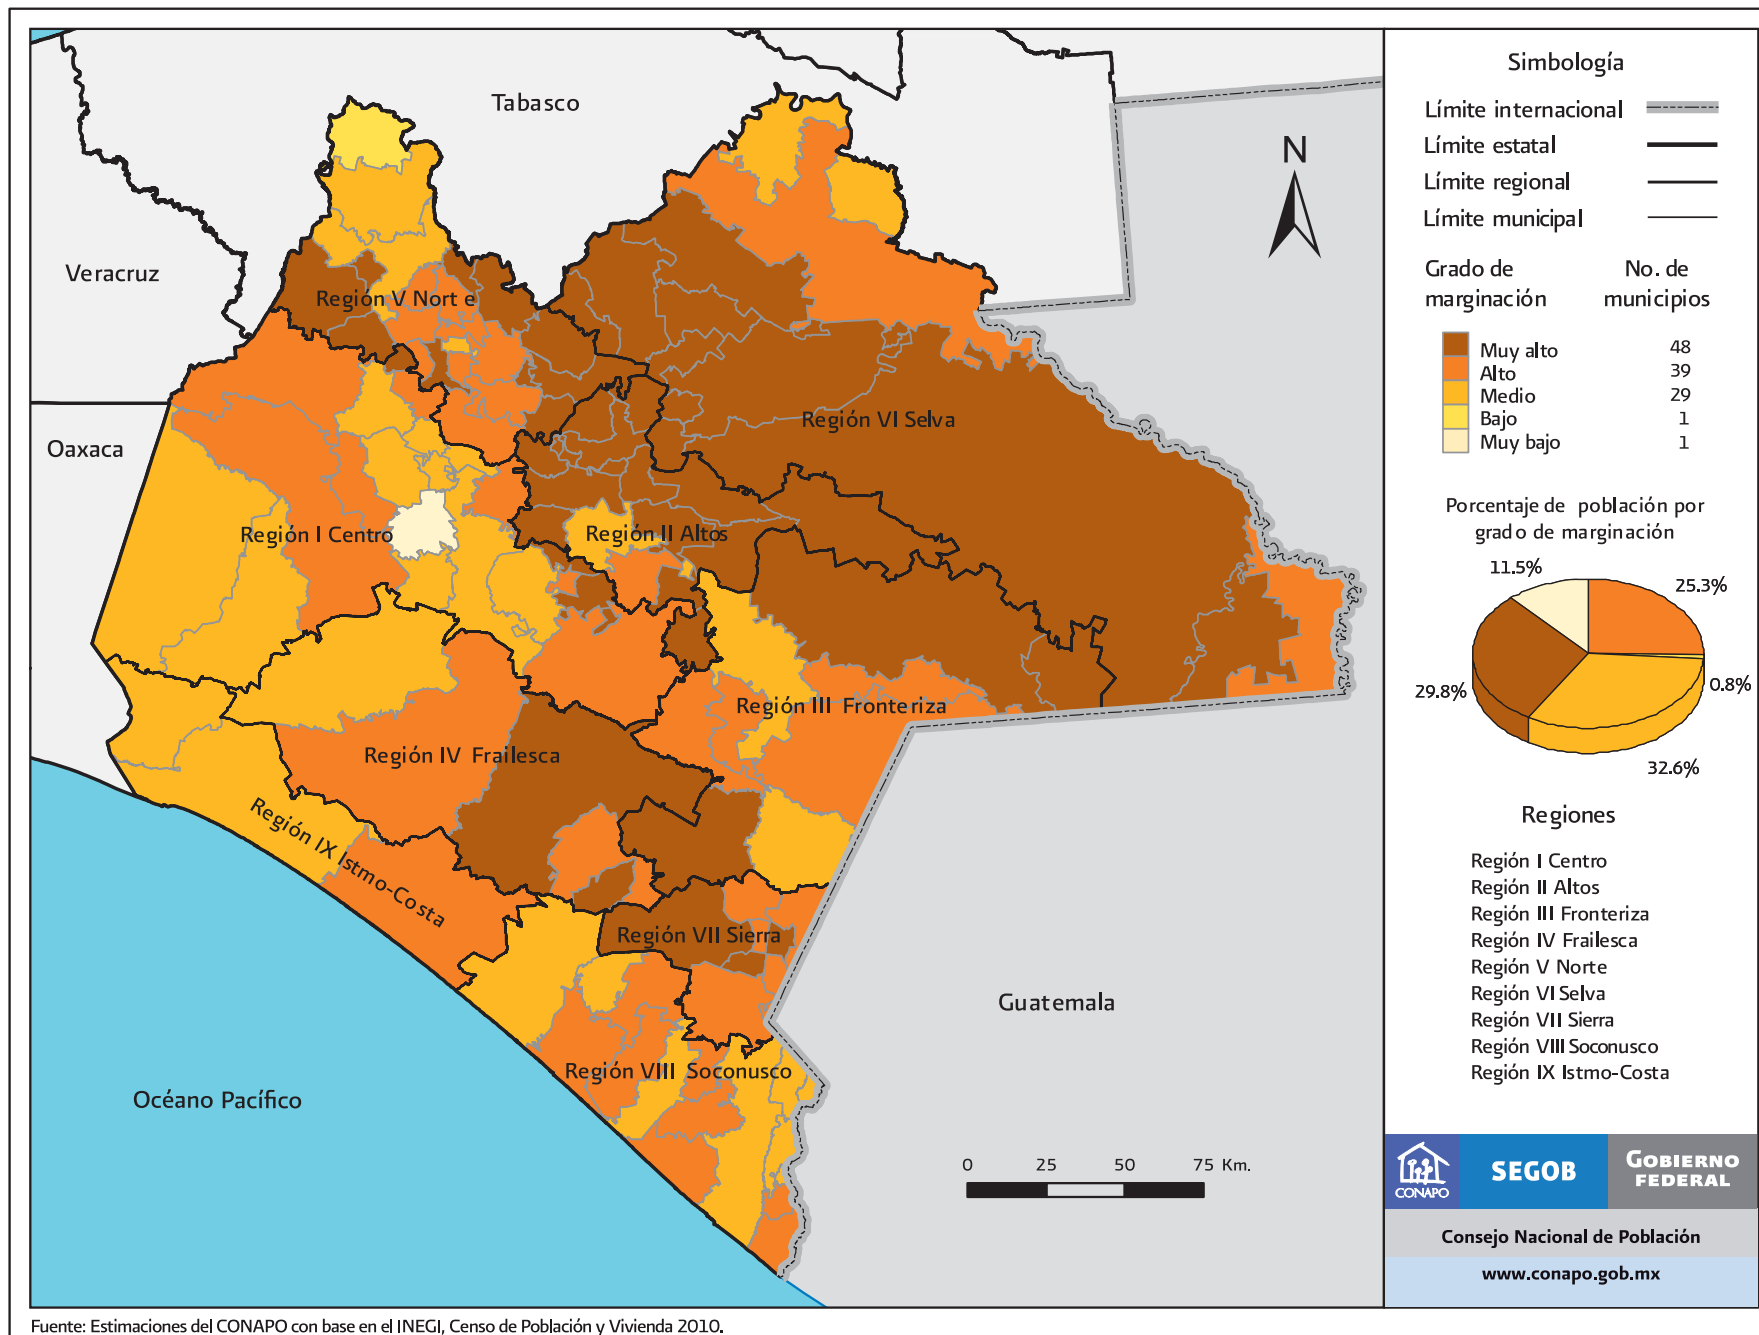 Tabasco
Veracruz
Oaxaca
Región V Nort e
Región VI Selva
Región I Centro
Región II Altos
Región III Fronteriza
Región IV Frailesca
Región IX Istmo-Costa
Región VII Sierra
Región VIII Soconusco
Guatemala
Océano Pacífico
N
0 25 50 75 Km.
Simbología
Límite internacional
Límite estatal
Límite regional
Límite municipal
Grado de marginación
No. de municipios
Muy alto 48
Alto 39
Medio 29
Bajo 1
Muy bajo 1
Porcentaje de población por
grado de marginación
11.5%
25.3%
29.8%
0.8%
32.6%
Regiones
Región I Centro
Región II Altos
Región III Fronteriza
Región IV Frailesca
Región V Norte
Región VI Selva
Región VII Sierra
Región VIII Soconusco
Región IX Istmo-Costa
CONAPO
SEGOB
GOBIERNO
FEDERAL
Consejo Nacional de Población
www.conapo.gob.mx
Fuente: Estimaciones del CONAPO con base en el INEGI, Censo de Población y Vivienda 2010.